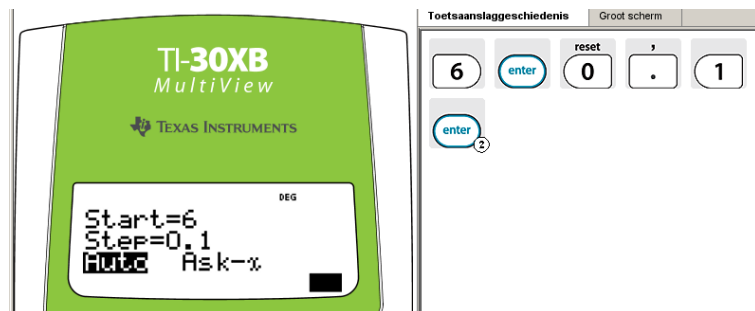 Toetsaanslaggeschiedenis Groot scherm
TI-30XB
MultiView
TEXAS INSTRUMENTS
DEG
Start=6
Step=0.1
Auto Ask-x
reset ,
6 enter 0 . 1
enter 2